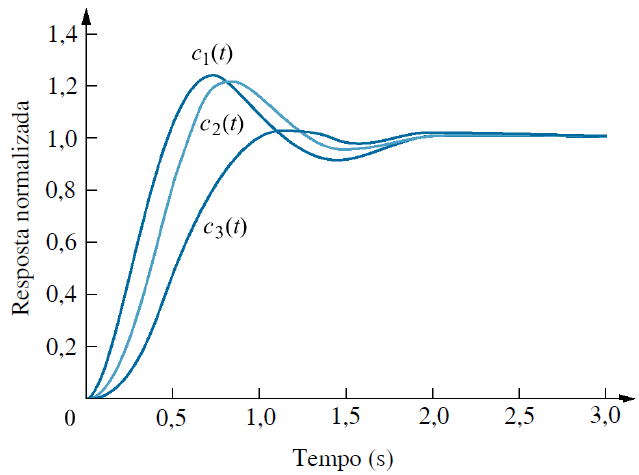 1,4
c₁(t)
1,2
c₂(t)
1,0
Resposta normalizada
0,8
c₃(t)
0,6
0,4
0,2
0 0,5 1,0 1,5 2,0 2,5 3,0
Tempo (s)